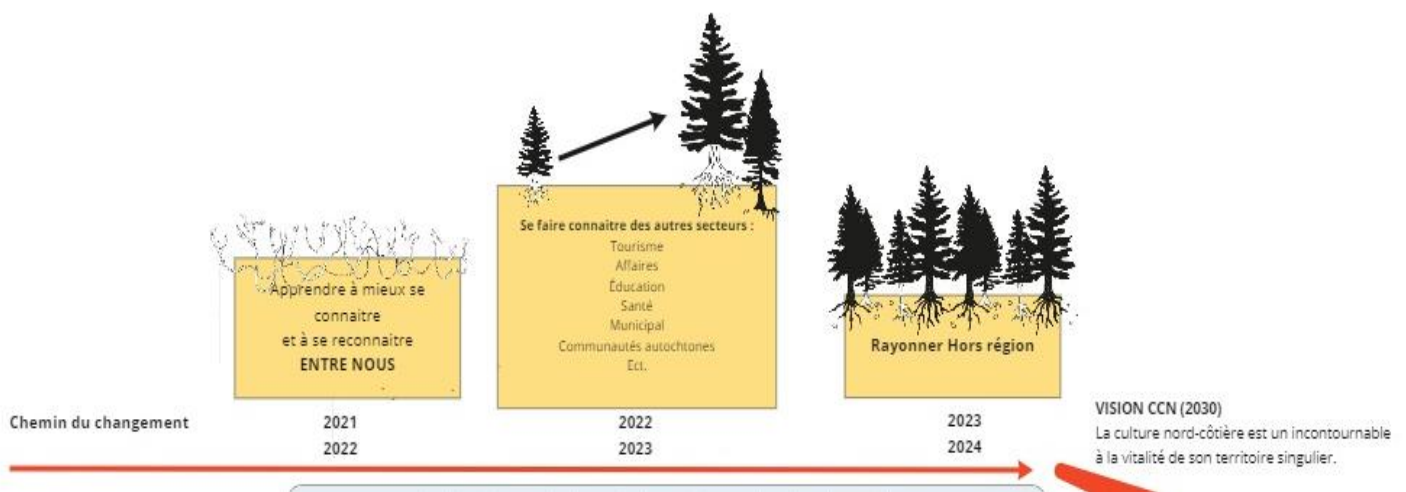 Apprendre à mieux se
connaitre
et à se reconnaitre
ENTRE NOUS
Se faire connaitre des autres secteurs :
Tourisme
Affaires
Éducation
Santé
Municipal
Communautés autochtones
Ect.
Rayonner Hors région
Chemin du changement
2021
2022
2022
2023
2023
2024
VISION CCN (2030)
La culture nord-côtière est un incontournable
à la vitalité de son territoire singulier.